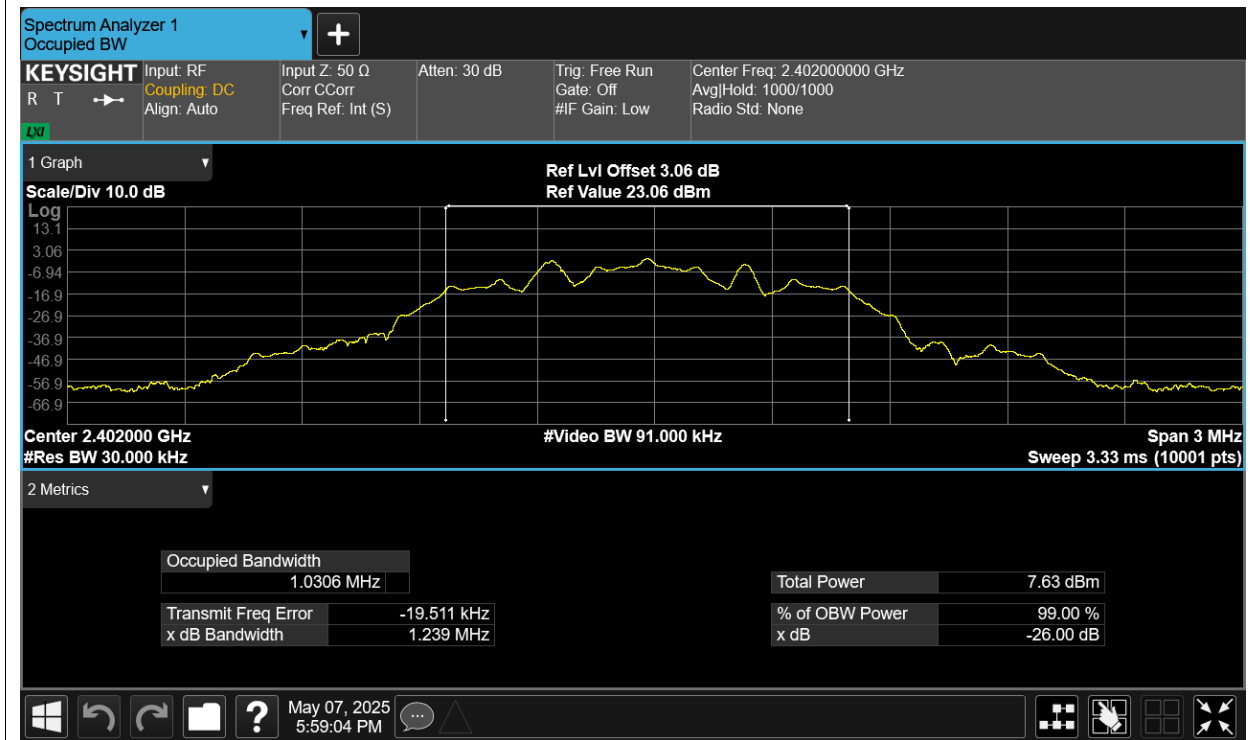 Spectrum Analyzer 1
Occupied BW
KEYSIGHT
R T
LXI
Input: RF
Coupling: DC
Align: Auto
Input Z: 50 Ω
Corr CCorr
Freq Ref: Int (S)
Atten: 30 dB
Trig: Free Run
Gate: Off
#IF Gain: Low
Center Freq: 2.402000000 GHz
Avg|Hold: 1000/1000
Radio Std: None
1 Graph
Scale/Div 10.0 dB
Ref Lvl Offset 3.06 dB
Ref Value 23.06 dBm
Log
13.1
3.06
-6.94
-16.9
-26.9
-36.9
-46.9
-56.9
-66.9
Center 2.402000 GHz
#Video BW 91.000 kHz
Span 3 MHz
#Res BW 30.000 kHz
Sweep 3.33 ms (10001 pts)
2 Metrics
Occupied Bandwidth
1.0306 MHz
Total Power 7.63 dBm
Transmit Freq Error -19.511 kHz
% of OBW Power 99.00 %
x dB Bandwidth 1.239 MHz
x dB -26.00 dB
?
May 07, 2025
5:59:04 PM